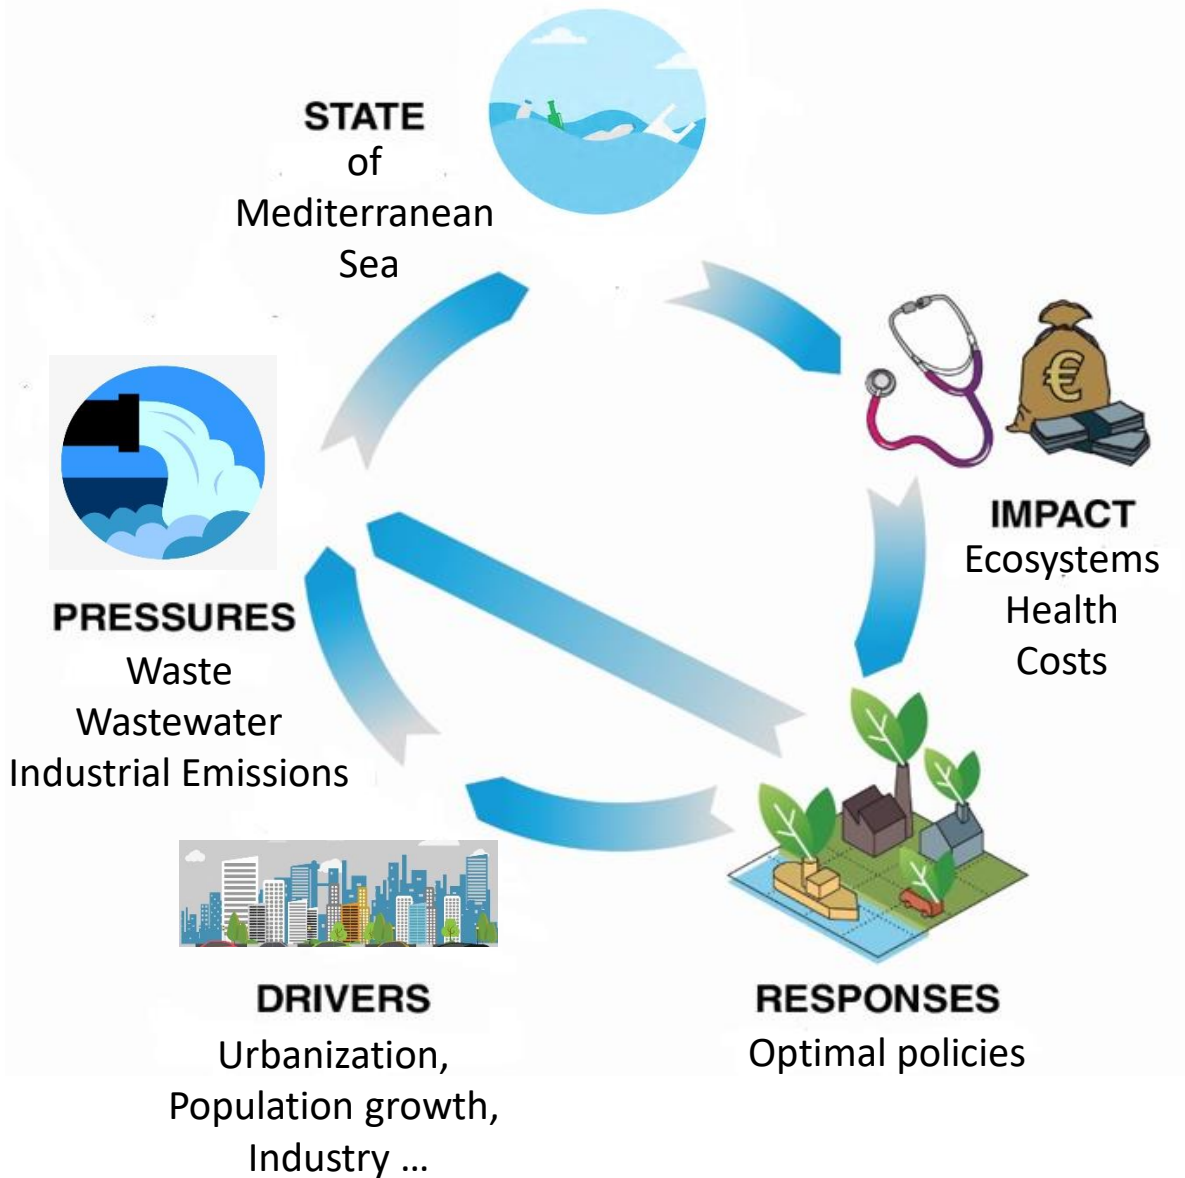 STATE
of
Mediterranean
Sea
€
IMPACT
Ecosystems
Health
Costs
PRESSURES
Waste
Wastewater
Industrial Emissions
DRIVERS
Urbanization,
Population growth,
Industry ...
RESPONSES
Optimal policies